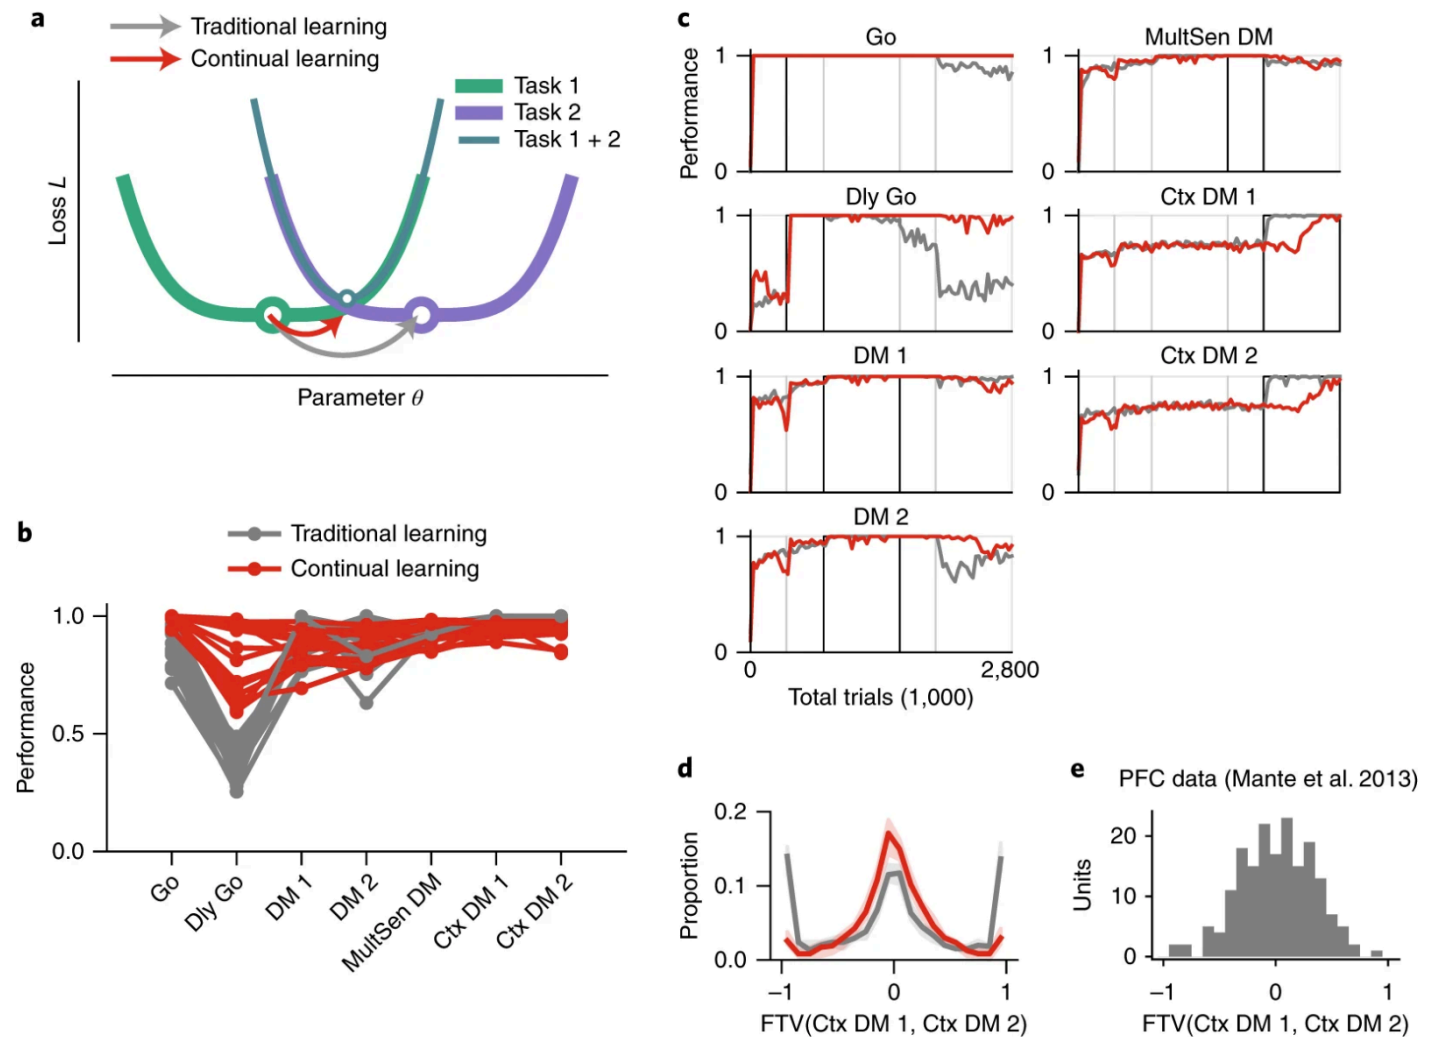 a
Traditional learning
Continual learning
Task 1
Task 2
Task 1 + 2
Loss L
Parameter θ
b
Traditional learning
Continual learning
Performance
1.0
0.5
0.0
Go
Dly Go
DM 1
DM 2
MultSen DM
Ctx DM 1
Ctx DM 2
c
Performance
Go
1
0
MultSen DM
1
0
Dly Go
1
0
Ctx DM 1
1
0
DM 1
1
0
Ctx DM 2
1
0
DM 2
1
0
0
2,800
Total trials (1,000)
d
Proportion
0.2
0.1
0.0
−1
0
1
FTV(Ctx DM 1, Ctx DM 2)
e
PFC data (Mante et al. 2013)
Units
20
10
0
−1
0
1
FTV(Ctx DM 1, Ctx DM 2)